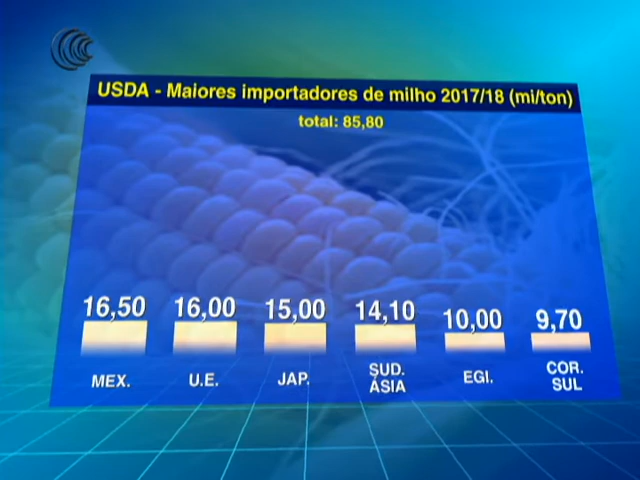 USDA - Maiores importadores de milho 2017/18 (mi/ton)
total: 85,80
16,50 16,00 15,00 14,10 10,00 9,70
MEX. U.E. JAP. SUD. ÁSIA EGI. COR. SUL